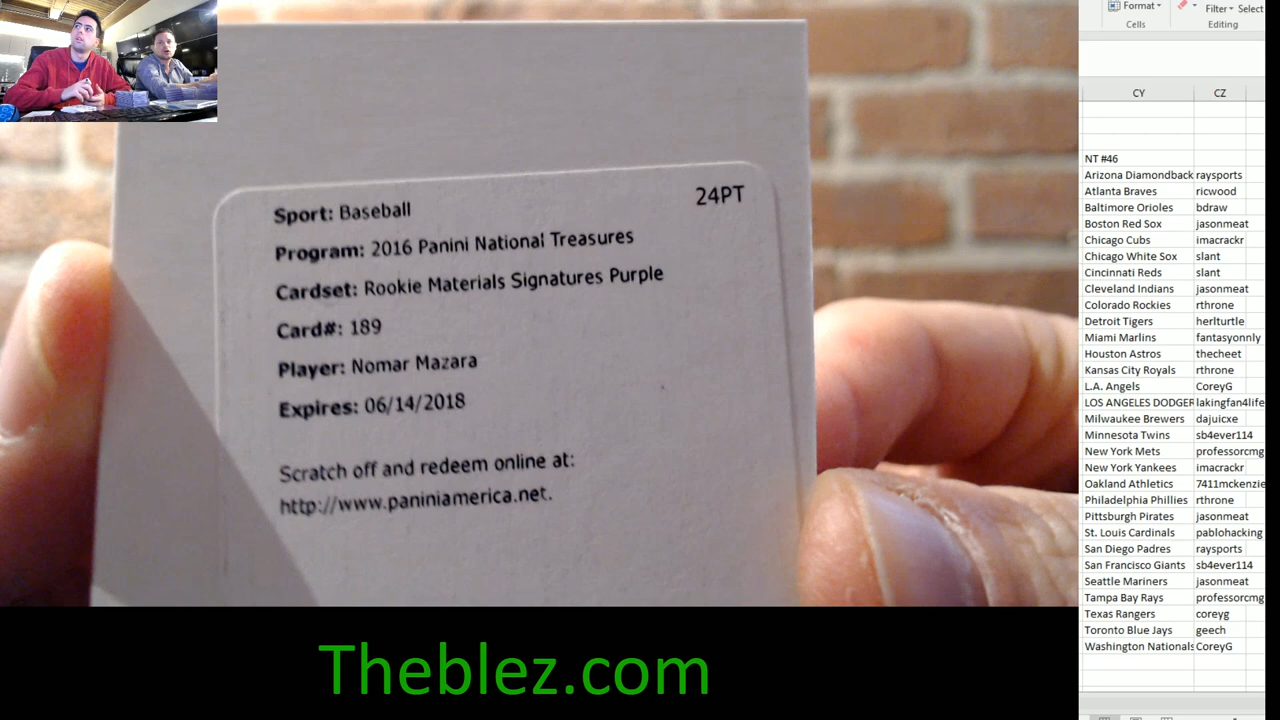 24PT
Sport: Baseball
Program: 2016 Panini National Treasures
Cardset: Rookie Materials Signatures Purple
Card#: 189
Player: Nomar Mazara
Expires: 06/14/2018
Scratch off and redeem online at:
http://www.paniniamerica.net.
Theblez.com
Format
Filter Select
Cells Editing
CY CZ
NT #46
Arizona Diamondback raysports
Atlanta Braves ricwood
Baltimore Orioles bdraw
Boston Red Sox jasonmeat
Chicago Cubs imacrackr
Chicago White Sox slant
Cincinnati Reds slant
Cleveland Indians jasonmeat
Colorado Rockies rthrone
Detroit Tigers herlturtle
Miami Marlins fantasyonnly
Houston Astros thecheet
Kansas City Royals rthrone
L.A. Angels CoreyG
LOS ANGELES DODGER lakingfan4life
Milwaukee Brewers dajuicxe
Minnesota Twins sb4ever114
New York Mets professorcmg
New York Yankees imacrackr
Oakland Athletics 7411mckenzie
Philadelphia Phillies rthrone
Pittsburgh Pirates jasonmeat
St. Louis Cardinals pablohacking
San Diego Padres raysports
San Francisco Giants sb4ever114
Seattle Mariners jasonmeat
Tampa Bay Rays professorcmg
Texas Rangers coreyg
Toronto Blue Jays geech
Washington Nationals CoreyG